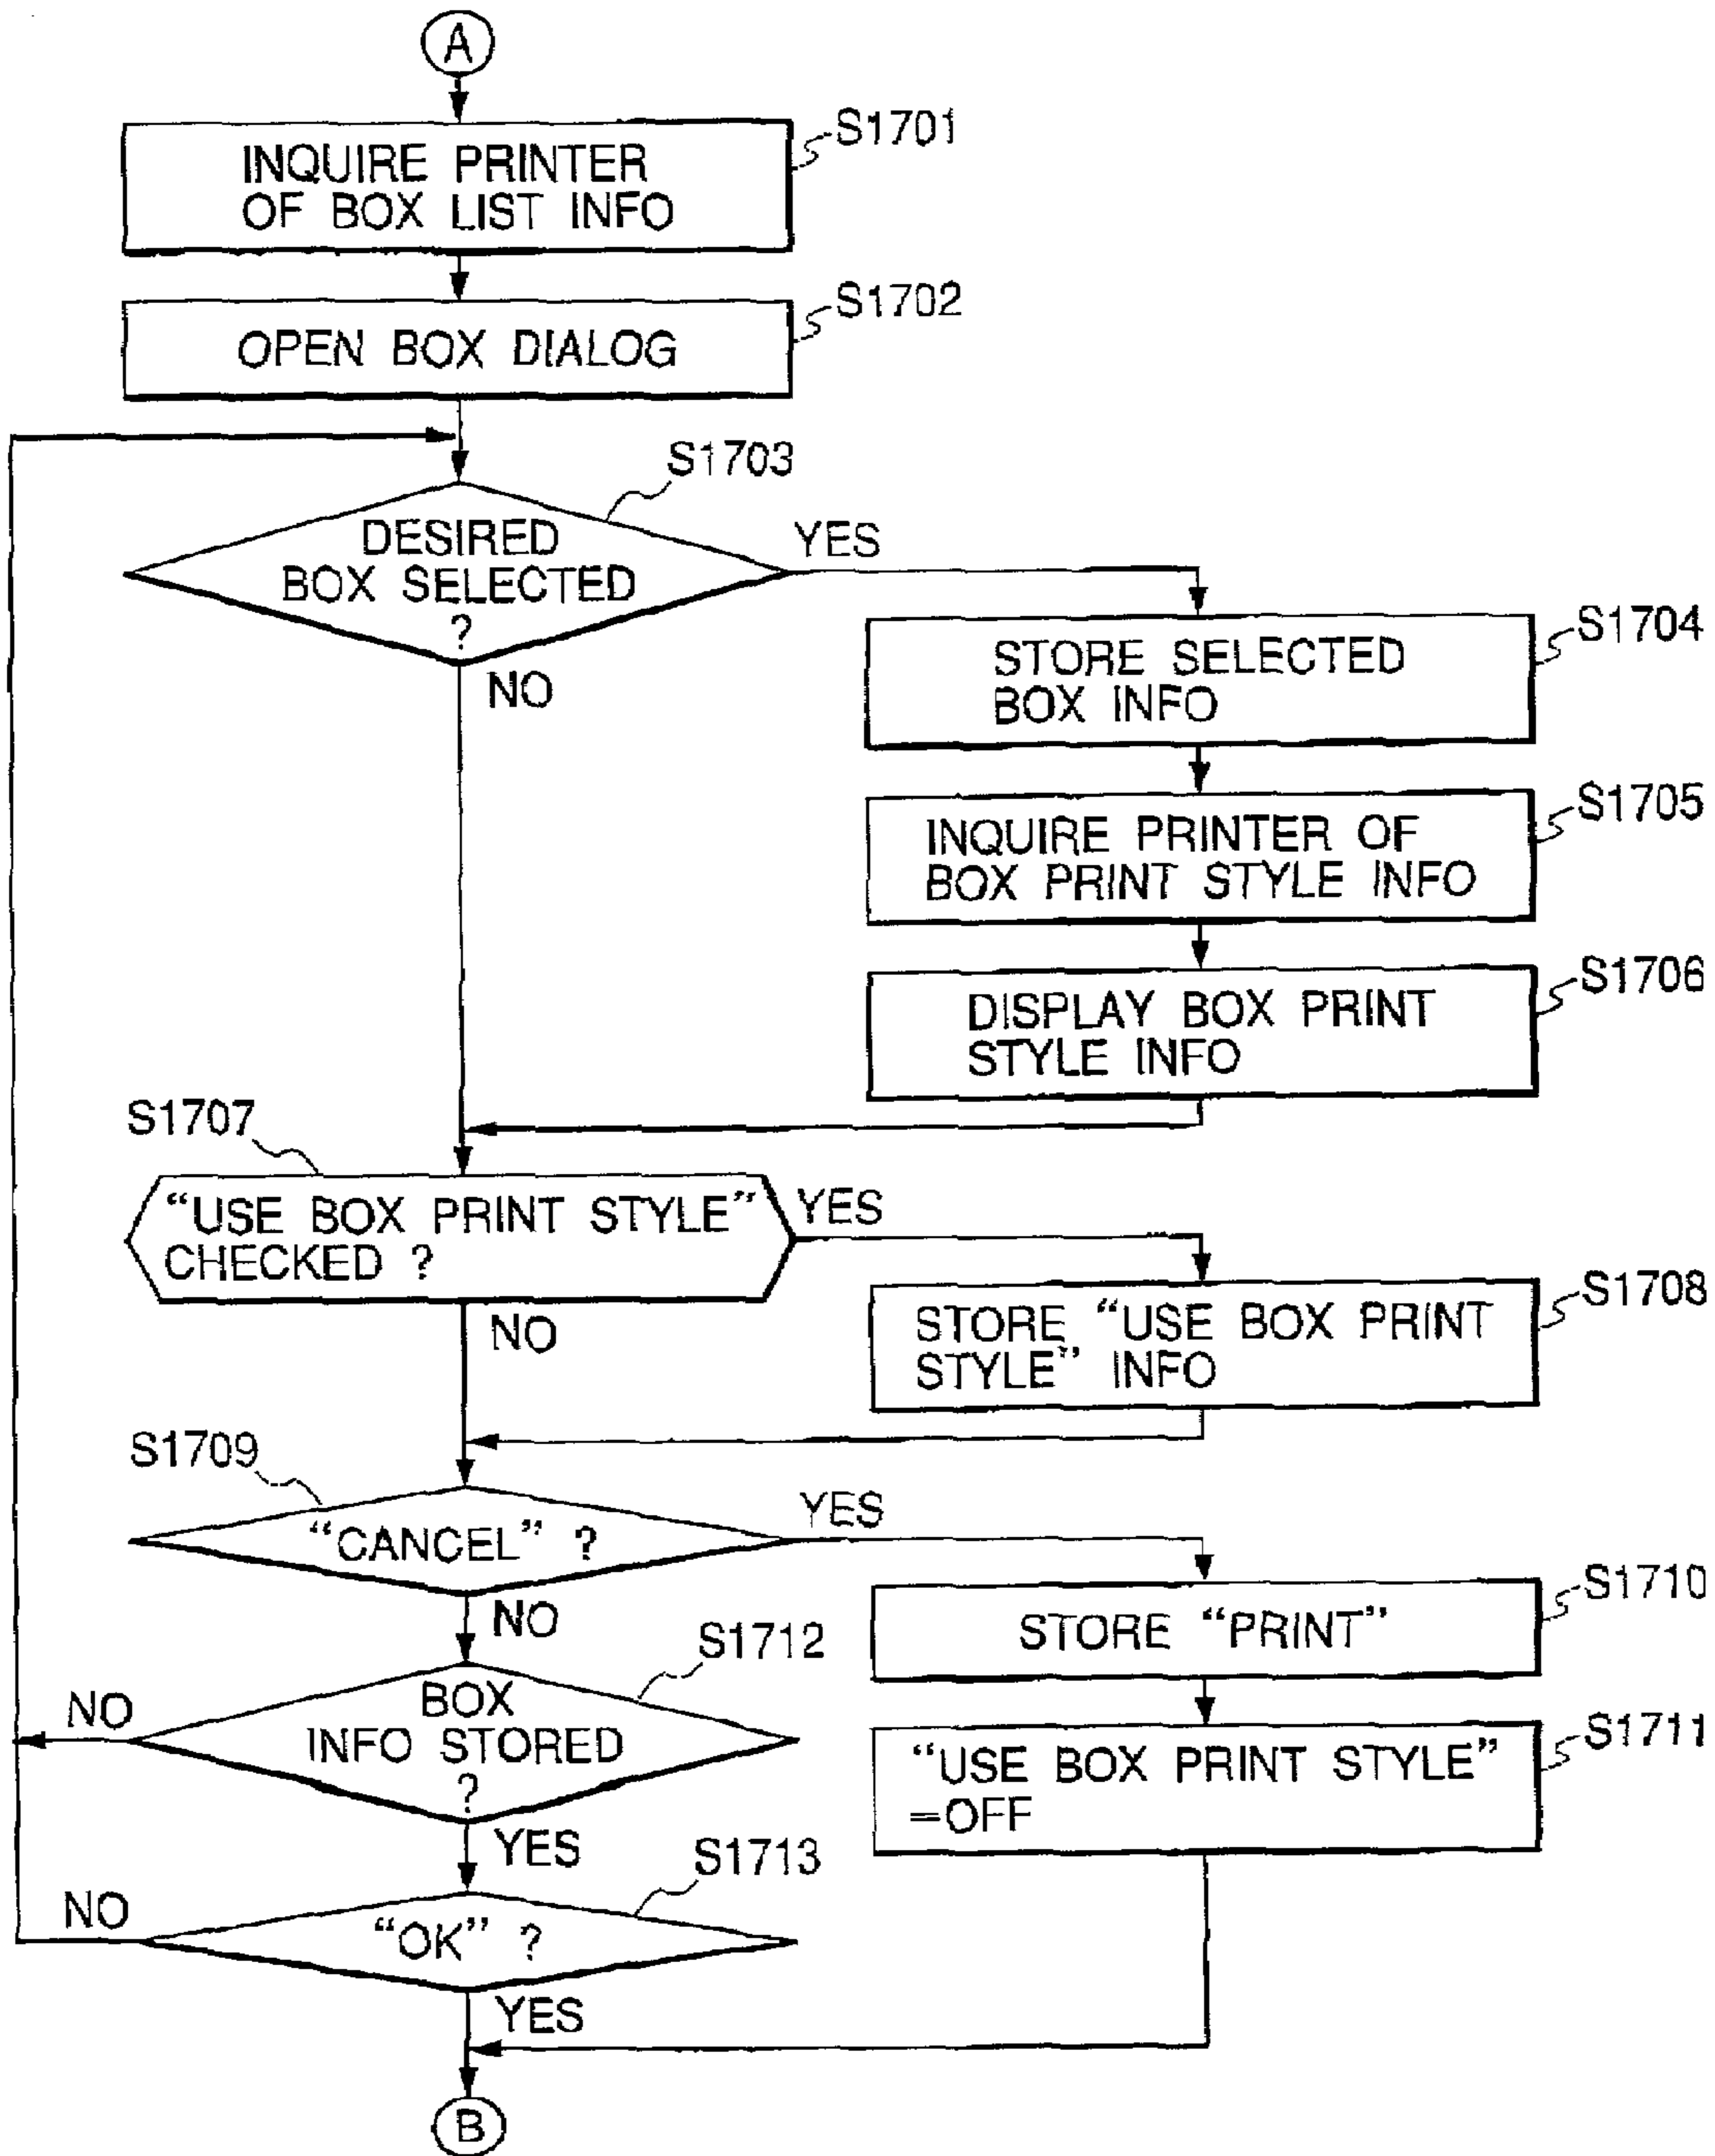 A
S1701
INQUIRE PRINTER
OF BOX LIST INFO
S1702
OPEN BOX DIALOG
S1703
DESIRED
BOX SELECTED
?
YES
NO
S1704
STORE SELECTED
BOX INFO
S1705
INQUIRE PRINTER OF
BOX PRINT STYLE INFO
S1706
DISPLAY BOX PRINT
STYLE INFO
S1707
“USE BOX PRINT STYLE”
CHECKED ?
YES
NO
S1708
STORE “USE BOX PRINT
STYLE” INFO
S1709
“CANCEL” ?
YES
NO
S1710
STORE “PRINT”
S1711
“USE BOX PRINT STYLE”
=OFF
S1712
BOX
INFO STORED
?
NO
YES
S1713
“OK” ?
NO
YES
B